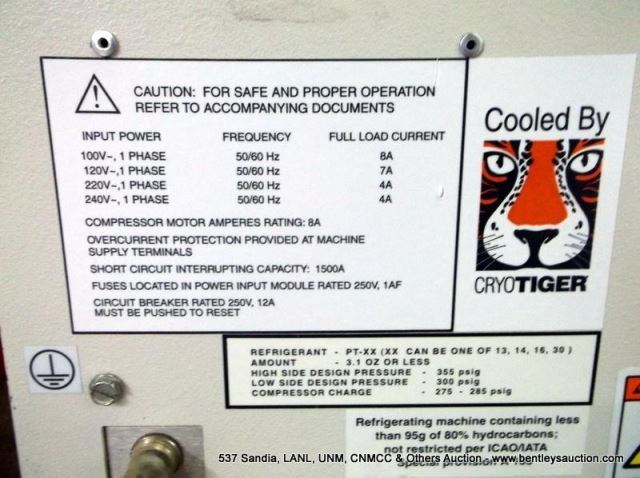 CAUTION: FOR SAFE AND PROPER OPERATION
REFER TO ACCOMPANYING DOCUMENTS
INPUT POWER FREQUENCY FULL LOAD CURRENT
100V~, 1 PHASE 50/60 Hz 8A
120V~, 1 PHASE 50/60 Hz 7A
220V~, 1 PHASE 50/60 Hz 4A
240V~, 1 PHASE 50/60 Hz 4A
COMPRESSOR MOTOR AMPERES RATING: 8A
OVERCURRENT PROTECTION PROVIDED AT MACHINE
SUPPLY TERMINALS
SHORT CIRCUIT INTERRUPTING CAPACITY: 1500A
FUSES LOCATED IN POWER INPUT MODULE RATED 250V, 1AF
CIRCUIT BREAKER RATED 250V, 12A
MUST BE PUSHED TO RESET
Cooled By
CRYOTIGER
REFRIGERANT - PT-XX (XX CAN BE ONE OF 13, 14, 16, 30 )
AMOUNT - 3.1 OZ OR LESS
HIGH SIDE DESIGN PRESSURE - 355 psig
LOW SIDE DESIGN PRESSURE - 300 psig
COMPRESSOR CHARGE - 275 - 285 psig
Refrigerating machine containing less
than 95g of 80% hydrocarbons;
not restricted per ICAO/IATA
Special provision A
537 Sandia, LANL, UNM, CNMCC & Others Auction - www.bentleysauction.com